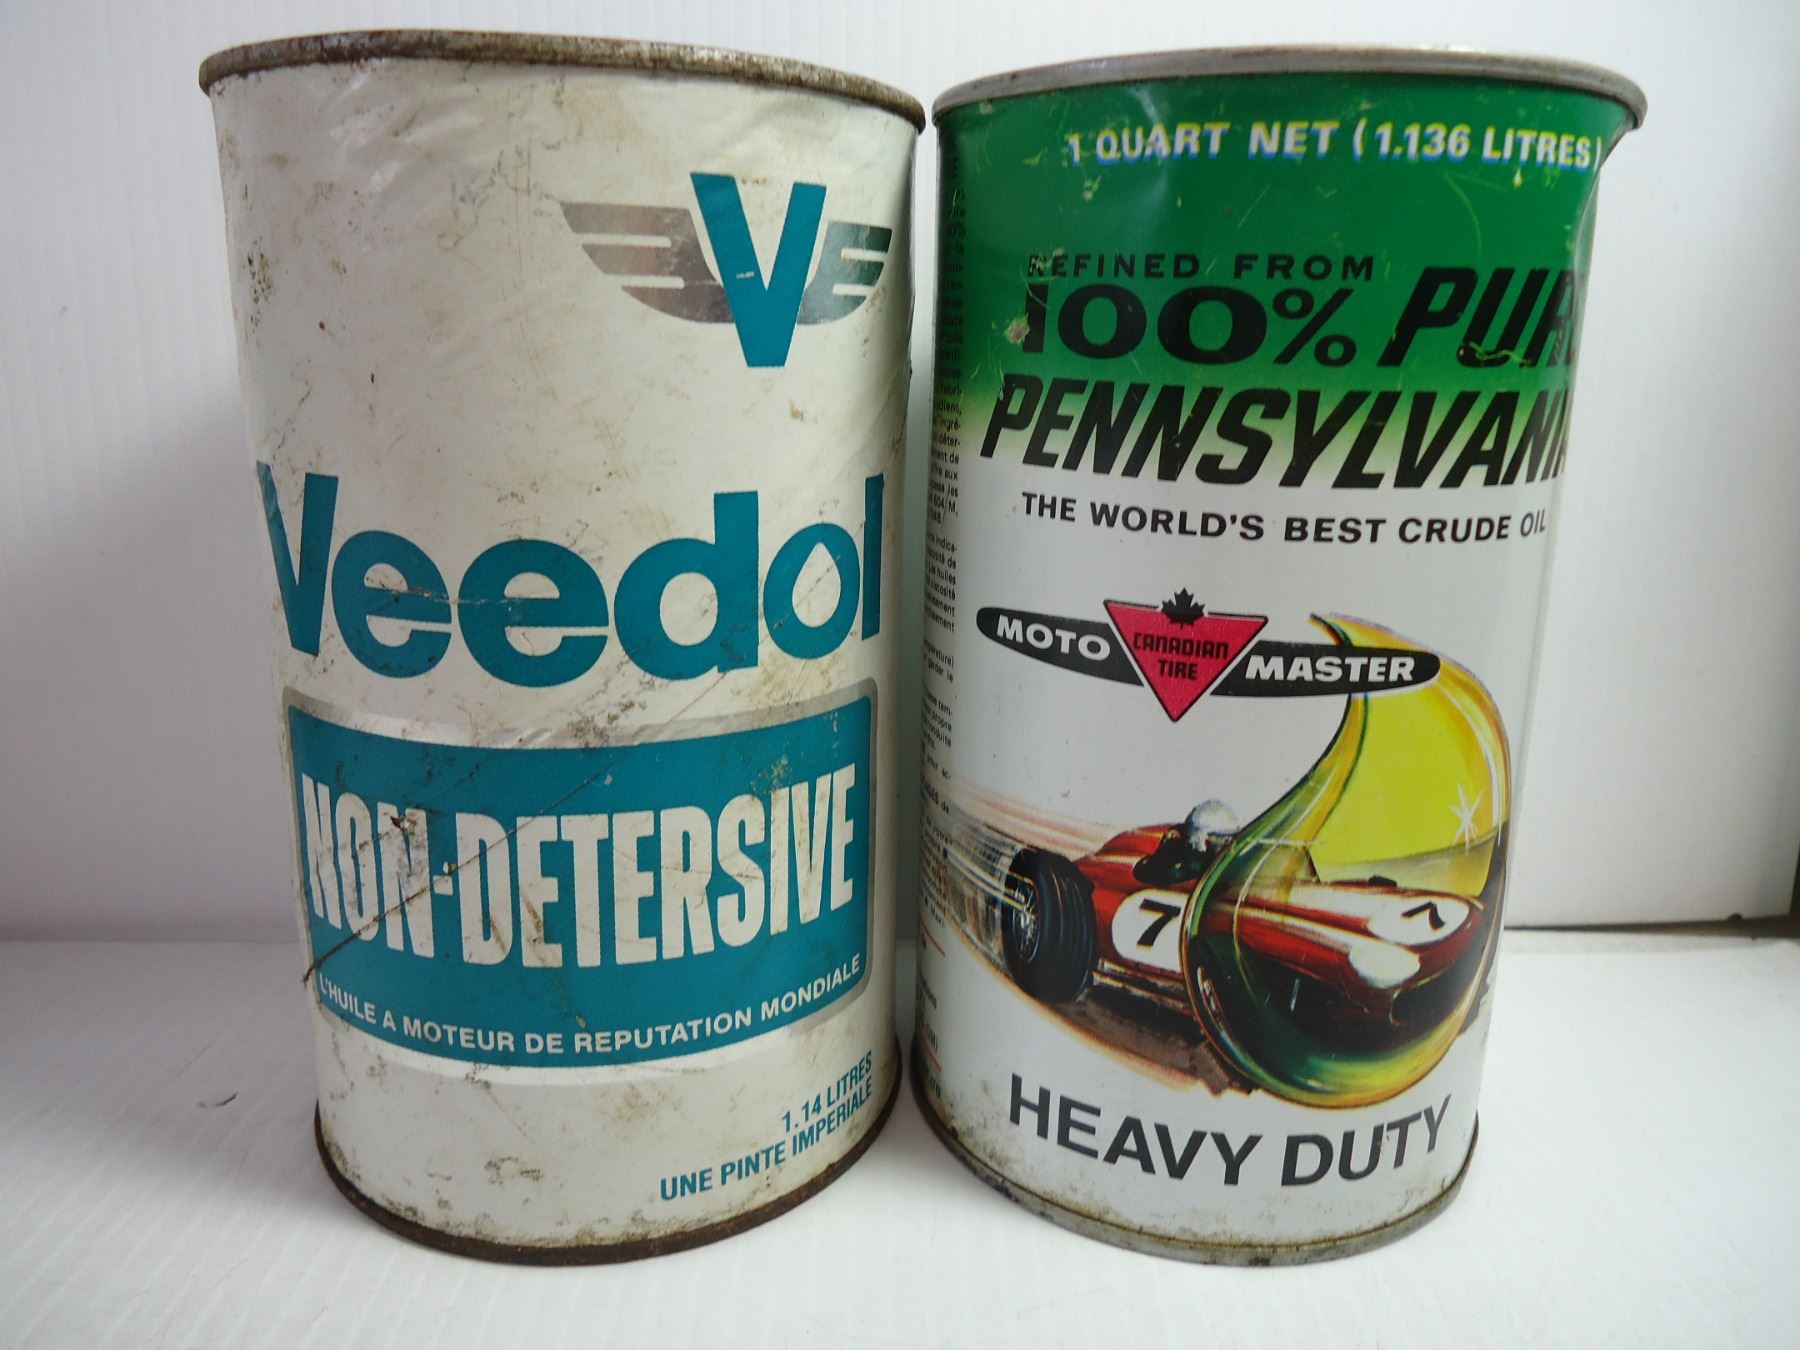 V
Veedol
NON-DETERSIVE
L'HUILE A MOTEUR DE REPUTATION MONDIALE
1.14 LITRES
UNE PINTE IMPERIALE
1 QUART NET (1.136 LITRES)
REFINED FROM
100% PUR
PENNSYLVANIA
THE WORLD'S BEST CRUDE OIL
MOTO CANADIAN TIRE MASTER
7
7
HEAVY DUTY